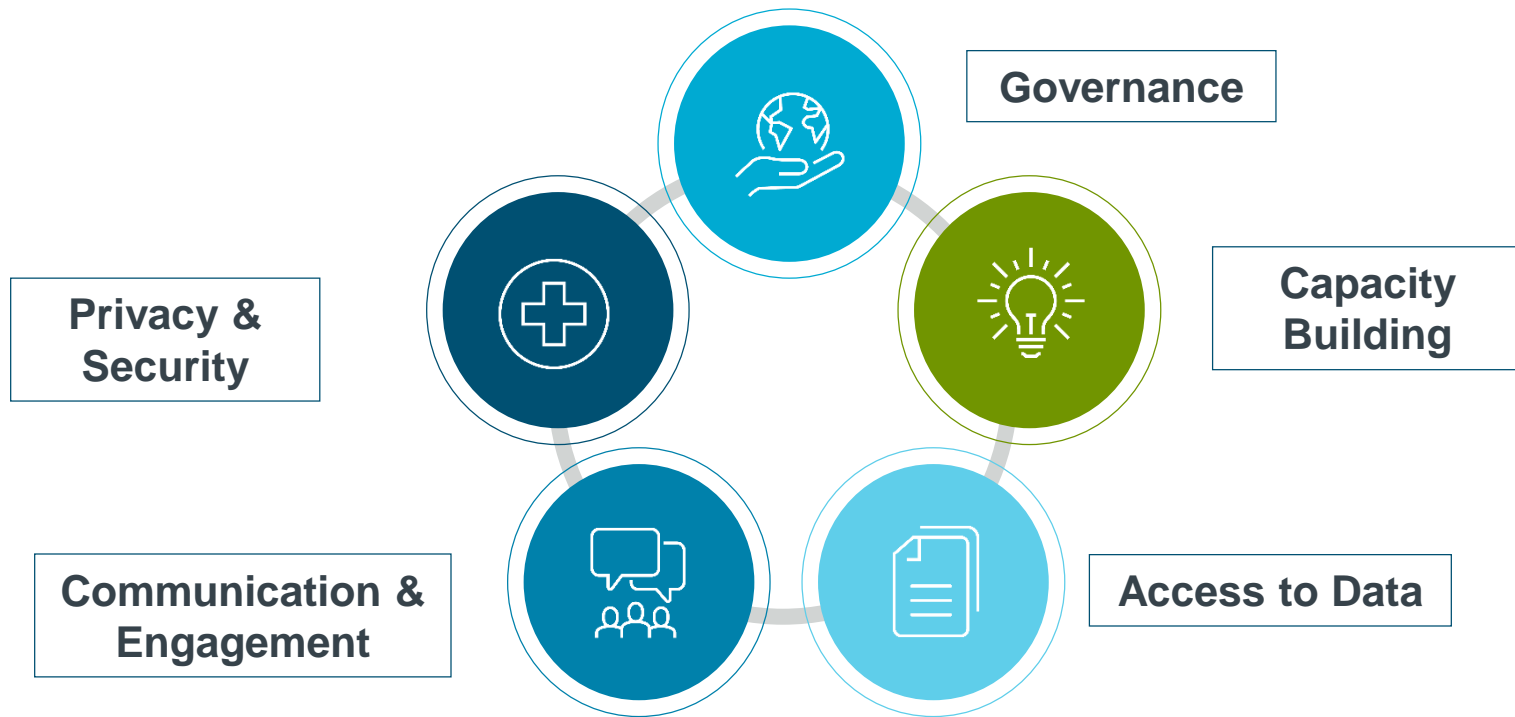 Governance
Capacity
Building
Access to Data
Communication &
Engagement
Privacy &
Security